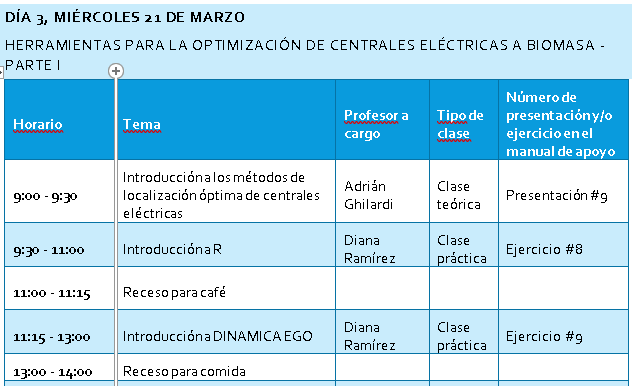 DÍA 3, MIÉRCOLES 21 DE MARZO
HERRAMIENTAS PARA LA OPTIMIZACIÓN DE CENTRALES ELÉCTRICAS A BIOMASA -
PARTE I
Horario Tema Profesor a cargo Tipo de clase Número de presentación y/o ejercicio en el manual de apoyo
9:00 - 9:30 Introducción a los métodos de localización óptima de centrales eléctricas Adrián Ghilardi Clase teórica Presentación #9
9:30 - 11:00 Introducción a R Diana Ramírez Clase práctica Ejercicio #8
11:00 - 11:15 Receso para café
11:15 - 13:00 Introducción a DINAMICA EGO Diana Ramírez Clase práctica Ejercicio #9
13:00 - 14:00 Receso para comida